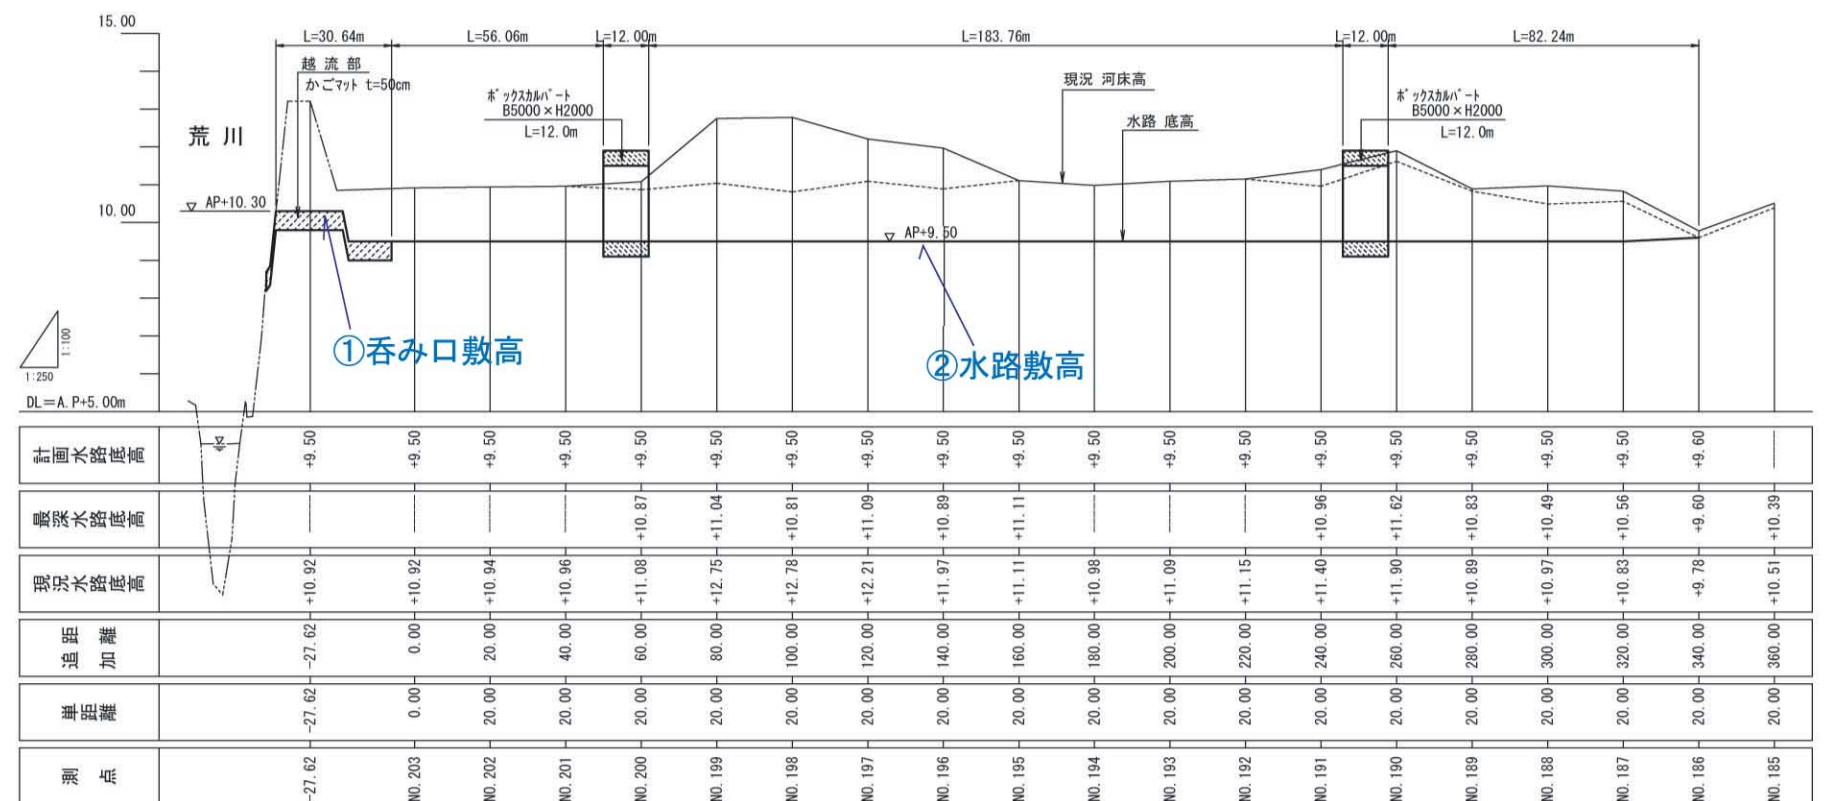 15.00
L=30.64m
L=56.06m
L=12.00m
L=183.76m
L=12.00m
L=82.24m
越 流 部
かごマット t=50cm
荒 川
ボックスカルバート
B5000×H2000
L=12.0m
現況 河床高
水路 底高
ボックスカルバート
B5000×H2000
L=12.0m
AP+10.30
10.00
AP+9.50
①呑み口敷高
②水路敷高
1:100
1:250
DL=A.P+5.00m
計画水路底高 +9.50 +9.50 +9.50 +9.50 +9.50 +9.50 +9.50 +9.50 +9.50 +9.50 +9.50 +9.50 +9.50 +9.50 +9.50 +9.50 +9.50 +9.50 +9.60
最深水路底高 +10.87 +11.04 +10.81 +11.09 +10.89 +11.11 +10.96 +11.62 +10.83 +10.49 +10.56 +9.60 +10.39
現況水路底高 +10.92 +10.92 +10.94 +10.96 +11.08 +12.75 +12.78 +12.21 +11.97 +11.11 +10.98 +11.09 +11.15 +11.40 +11.90 +10.89 +10.97 +10.83 +9.78 +10.51
追加距離 -27.62 0.00 20.00 40.00 60.00 80.00 100.00 120.00 140.00 160.00 180.00 200.00 220.00 240.00 260.00 280.00 300.00 320.00 340.00 360.00
単距離 -27.62 0.00 20.00 20.00 20.00 20.00 20.00 20.00 20.00 20.00 20.00 20.00 20.00 20.00 20.00 20.00 20.00 20.00 20.00 20.00
測 点 -27.62 NO.203 NO.202 NO.201 NO.200 NO.199 NO.198 NO.197 NO.196 NO.195 NO.194 NO.193 NO.192 NO.191 NO.190 NO.189 NO.188 NO.187 NO.186 NO.185